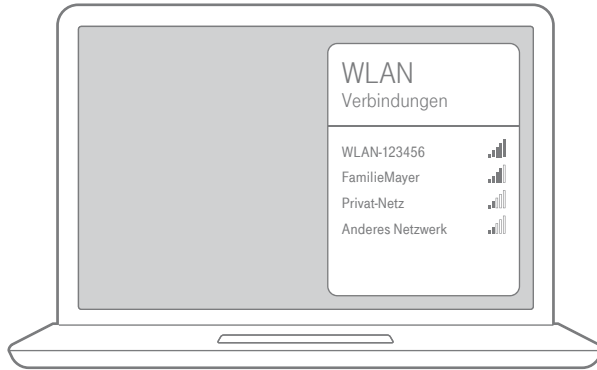 WLAN
Verbindungen
WLAN-123456
FamilieMayer
Privat-Netz
Anderes Netzwerk